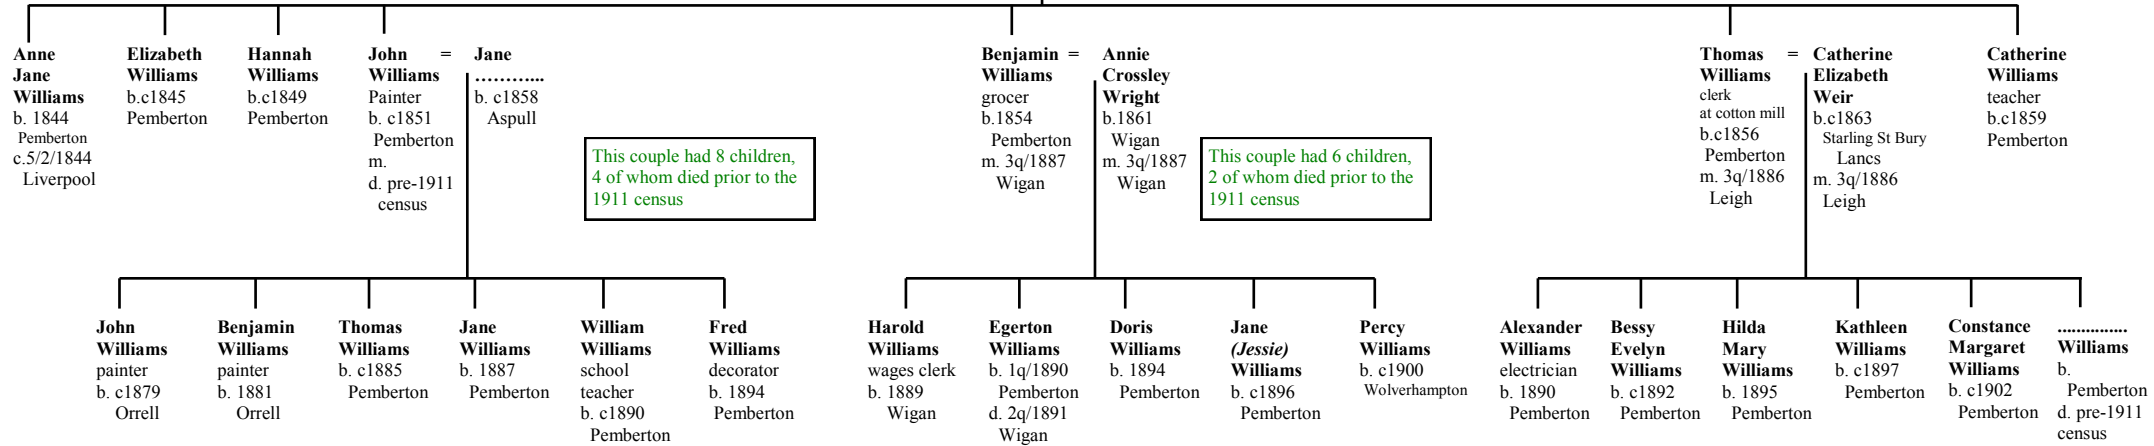 Anne
Jane
Williams
b. 1844
Pemberton
c.5/2/1844
Liverpool
Elizabeth
Williams
b.c1845
Pemberton
Hannah
Williams
b.c1849
Pemberton
John =
Williams
Painter
b. c1851
Pemberton
m.
d. pre-1911
census
Jane
………...
b. c1858
Aspull
This couple had 8 children,
4 of whom died prior to the
1911 census
Benjamin =
Williams
grocer
b.1854
Pemberton
m. 3q/1887
Wigan
Annie
Crossley
Wright
b.1861
Wigan
m. 3q/1887
Wigan
This couple had 6 children,
2 of whom died prior to the
1911 census
Thomas =
Williams
clerk
at cotton mill
b.c1856
Pemberton
m. 3q/1886
Leigh
Catherine
Elizabeth
Weir
b.c1863
Starling St Bury
Lancs
m. 3q/1886
Leigh
Catherine
Williams
teacher
b.c1859
Pemberton
John
Williams
painter
b. c1879
Orrell
Benjamin
Williams
painter
b. 1881
Orrell
Thomas
Williams
b. c1885
Pemberton
Jane
Williams
b. 1887
Pemberton
William
Williams
school
teacher
b. c1890
Pemberton
Fred
Williams
decorator
b. 1894
Pemberton
Harold
Williams
wages clerk
b. 1889
Wigan
Egerton
Williams
b. 1q/1890
Pemberton
d. 2q/1891
Wigan
Doris
Williams
b. 1894
Pemberton
Jane
(Jessie)
Williams
b. c1896
Pemberton
Percy
Williams
b. c1900
Wolverhampton
Alexander
Williams
electrician
b. 1890
Pemberton
Bessy
Evelyn
Williams
b. c1892
Pemberton
Hilda
Mary
Williams
b. 1895
Pemberton
Kathleen
Williams
b. c1897
Pemberton
Constance
Margaret
Williams
b. c1902
Pemberton
...............
Williams
b.
Pemberton
d. pre-1911
census